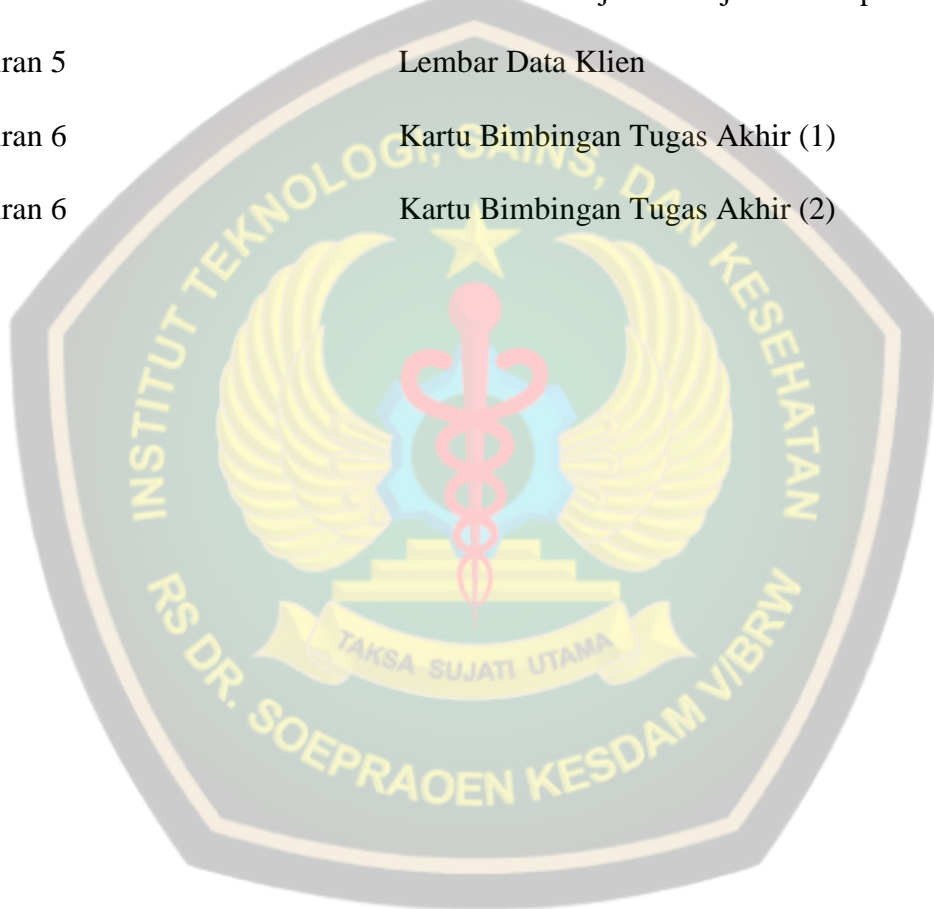 ran 5 Lembar Data Klien
ran 6 Kartu Bimbingan Tugas Akhir (1)
ran 6 Kartu Bimbingan Tugas Akhir (2)
INSTITUT TEKNOLOGI, SAINS, DAN KESEHATAN
TAKSA SUJATI UTAMA
RS DR. SOEPRAOEN KESDAM V/BRW